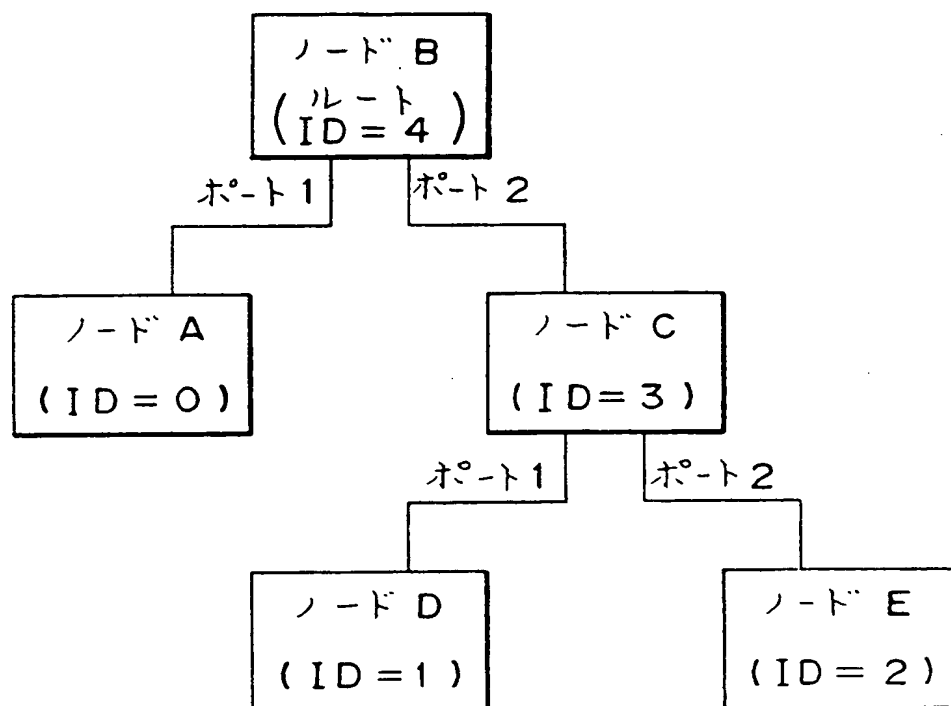 ノード B
(ルート
ID = 4)
ポート 1
ポート 2
ノード A
(ID = 0)
ノード C
(ID = 3)
ポート 1
ポート 2
ノード D
(ID = 1)
ノード E
(ID = 2)